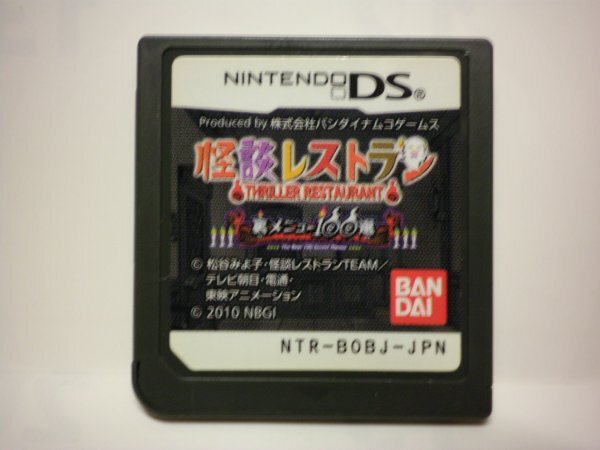 NINTENDO DS®
Produced by 株式会社バンダイナムコゲームス
怪談レストラン
THRILLER RESTAURANT
裏メニュー100選
© 松谷みよ子・怪談レストランTEAM／
テレビ朝日・電通・
東映アニメーション
© 2010 NBGI
BAN
DAI
NTR-BOBJ-JPN